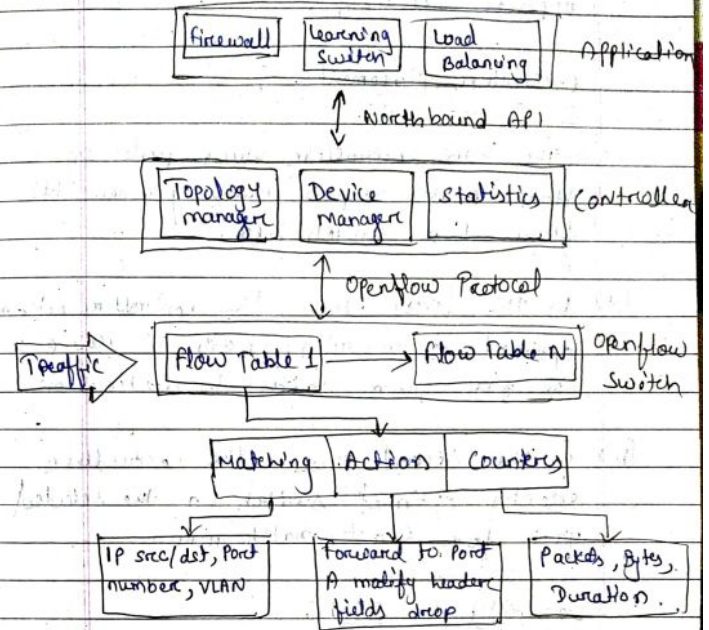 Firewall
Learning
Switch
Load
Balancing
Application
Northbound API
Topology
manager
Device
Manager
Statistics
Controller
Openflow Protocol
Traffic
Flow Table 1
Flow Table N
Openflow
Switch
Matching
Action
Counters
IP src/dst, Port
number, VLAN
Forward to Port
A modify header
fields drop
Packets, Bytes,
Duration.